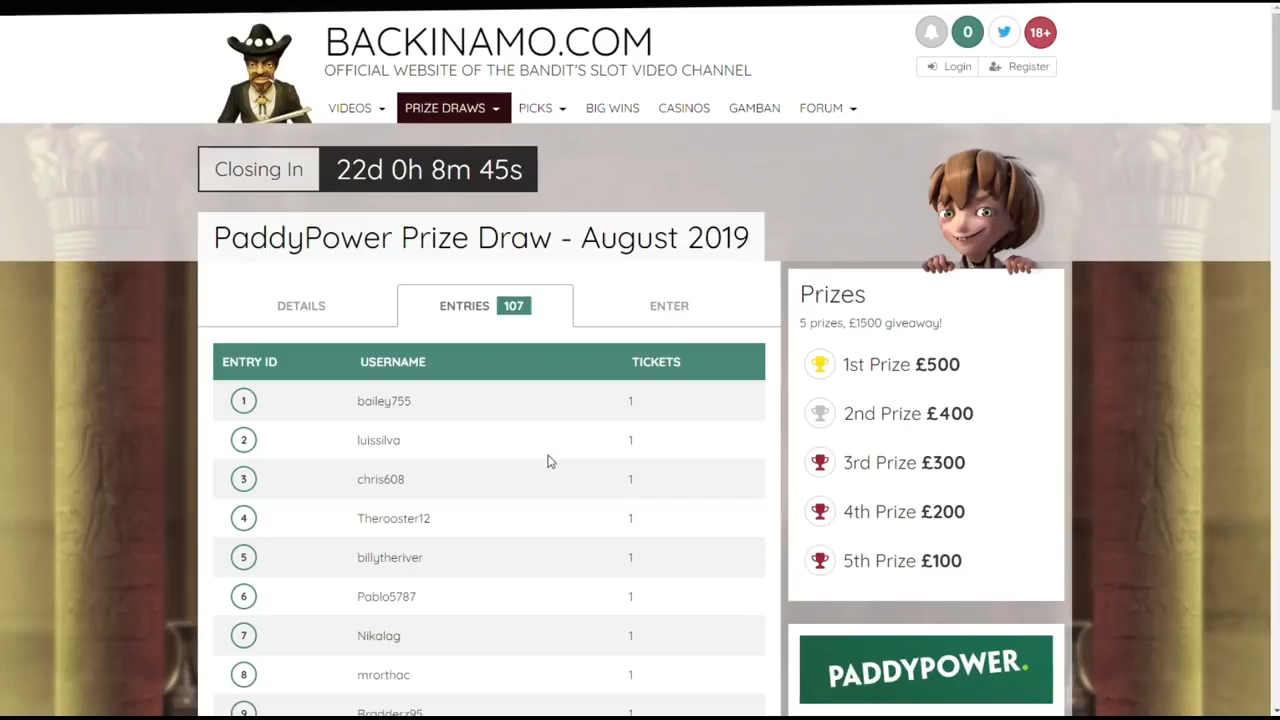 BACKINAMO.COM
OFFICIAL WEBSITE OF THE BANDIT'S SLOT VIDEO CHANNEL
0
18+
Login
Register
VIDEOS
PRIZE DRAWS
PICKS
BIG WINS
CASINOS
GAMBAN
FORUM
Closing In
22d 0h 8m 45s
PaddyPower Prize Draw - August 2019
DETAILS
ENTRIES 107
ENTER
ENTRY ID USERNAME TICKETS
1 bailey755 1
2 luissilva 1
3 chris608 1
4 Therooster12 1
5 billytheriver 1
6 Pablo5787 1
7 Nikalag 1
8 mrorthac 1
9 Bradderz95 1
Prizes
5 prizes, £1500 giveaway!
1st Prize £500
2nd Prize £400
3rd Prize £300
4th Prize £200
5th Prize £100
PADDYPOWER.